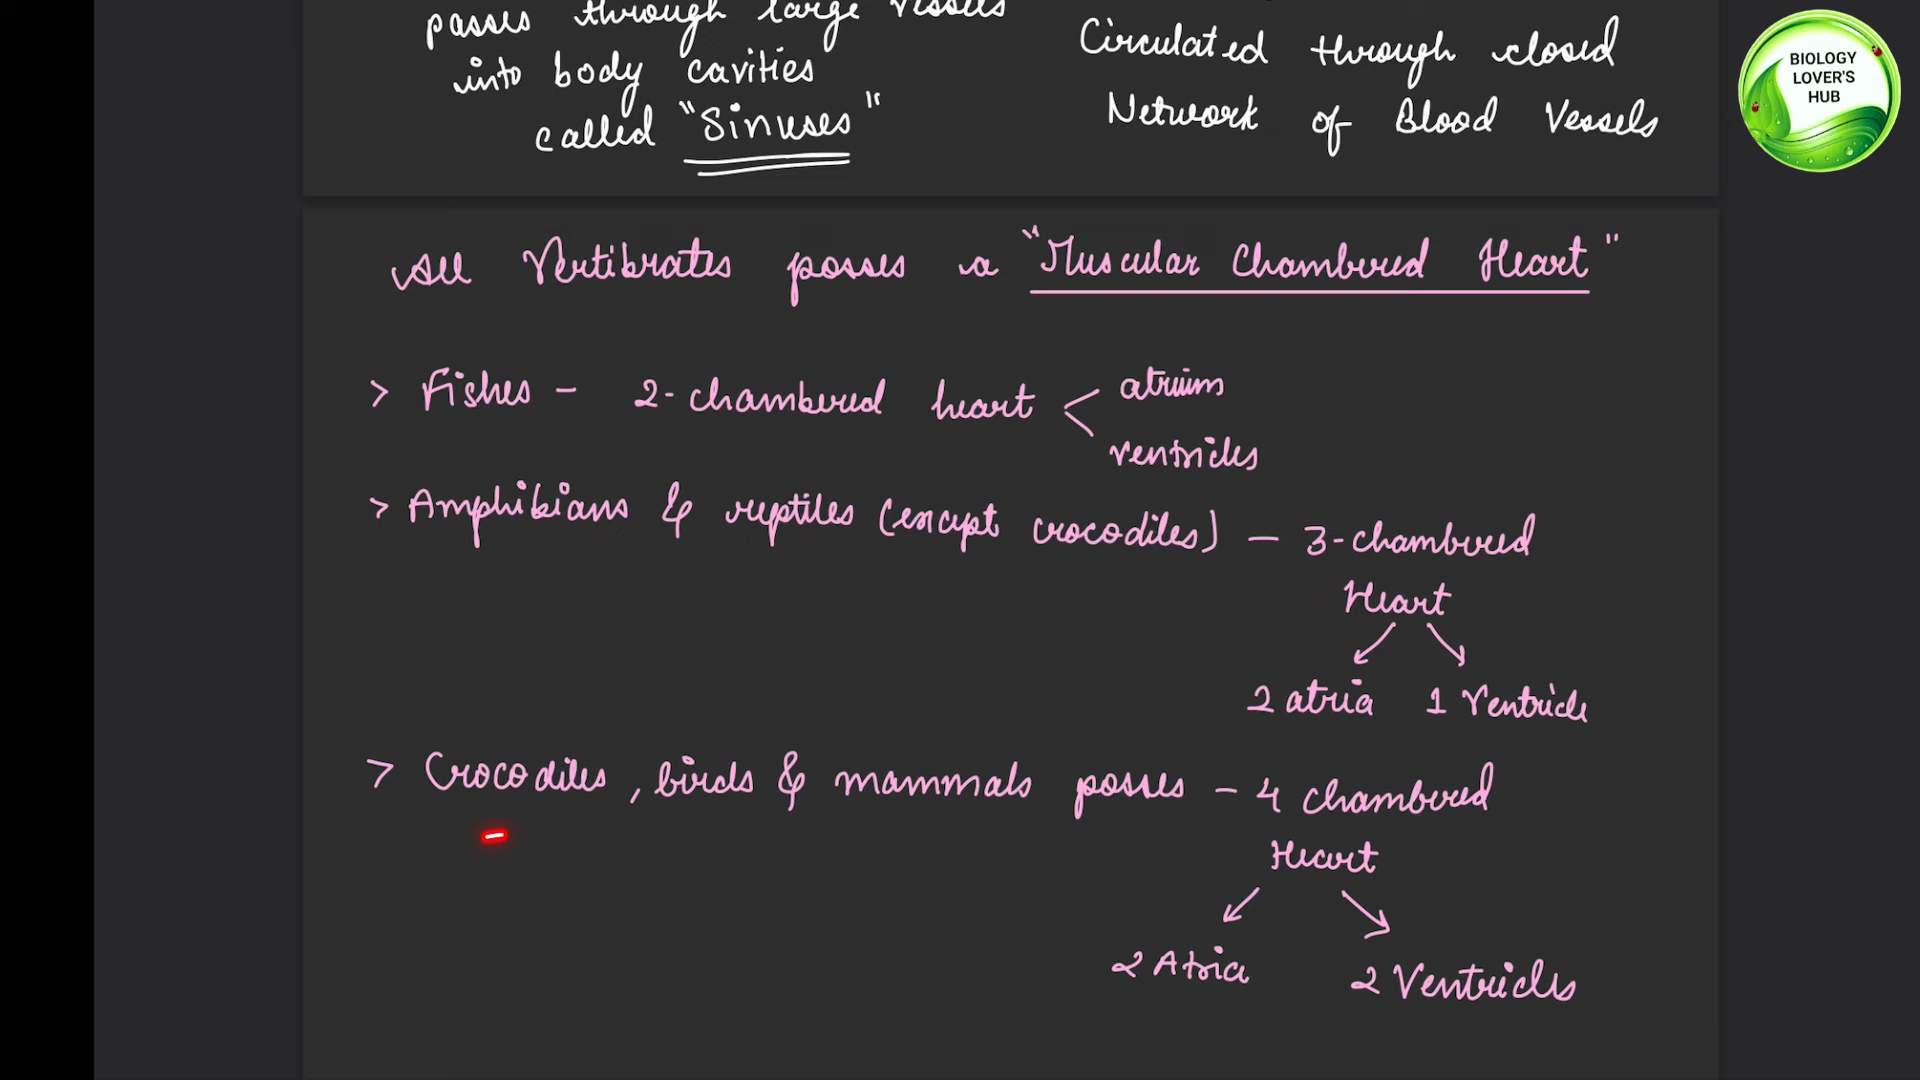 passes through large vessels
into body cavities
called "Sinuses"
Circulated through closed
Network of Blood Vessels
BIOLOGY
LOVER'S
HUB
All Vertibrates posses a "Muscular Chambered Heart"
> Fishes - 2-chambered heart < atrium
ventricles
> Amphibians & reptiles (except crocodiles) - 3-chambered
Heart
2 atria 1 Ventricle
> Crocodiles, birds & mammals posses - 4 chambered
Heart
2 Atria 2 Ventricles